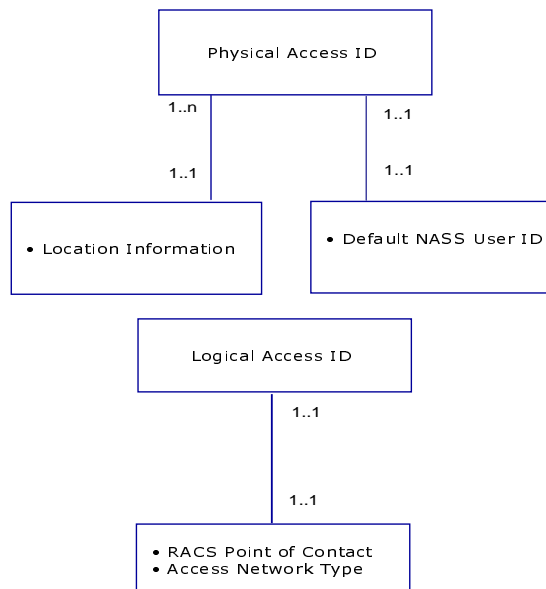 Physical Access ID
1..n
1..1
1..1
1..1
• Location Information
• Default NASS User ID
Logical Access ID
1..1
1..1
• RACS Point of Contact
• Access Network Type